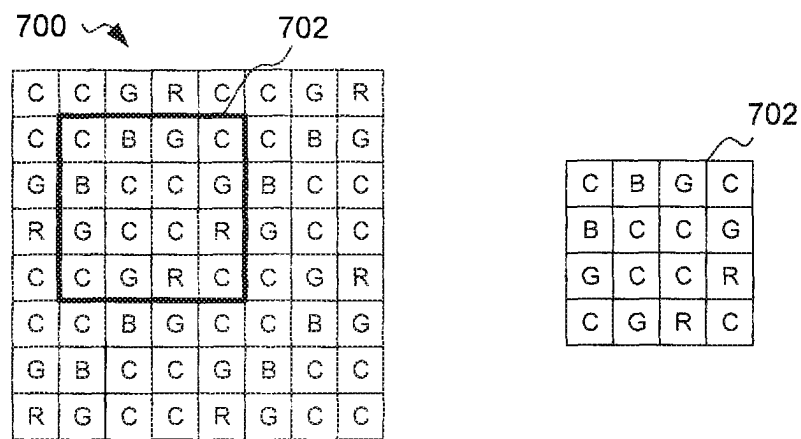 700
702
C C G R C C G R
C C B G C C B G
G B C C G B C C
R G C C R G C C
C C G R C C G R
C C B G C C B G
G B C C G B C C
R G C C R G C C
702
C B G C
B C C G
G C C R
C G R C